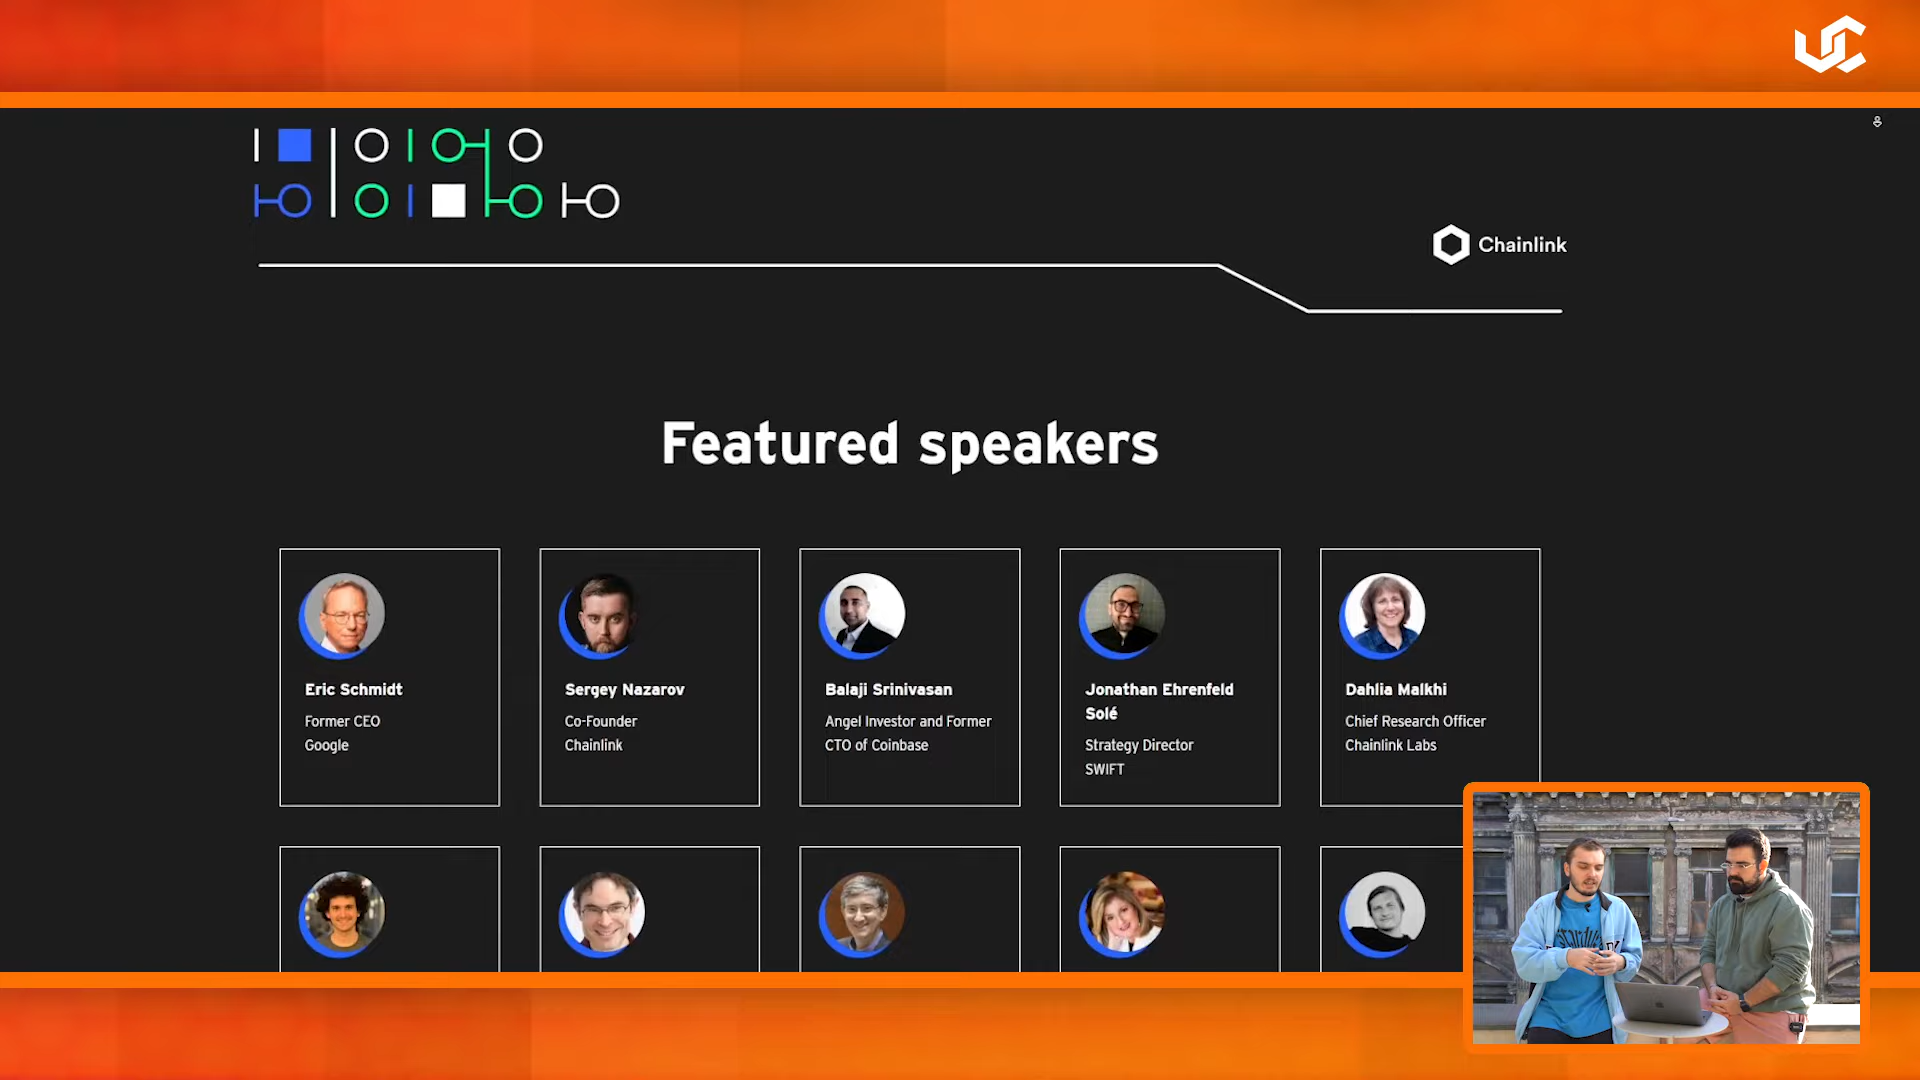 Chainlink
Featured speakers
Eric Schmidt
Former CEO
Google
Sergey Nazarov
Co-Founder
Chainlink
Balaji Srinivasan
Angel Investor and Former
CTO of Coinbase
Jonathan Ehrenfeld
Solé
Strategy Director
SWIFT
Dahlia Malkhi
Chief Research Officer
Chainlink Labs